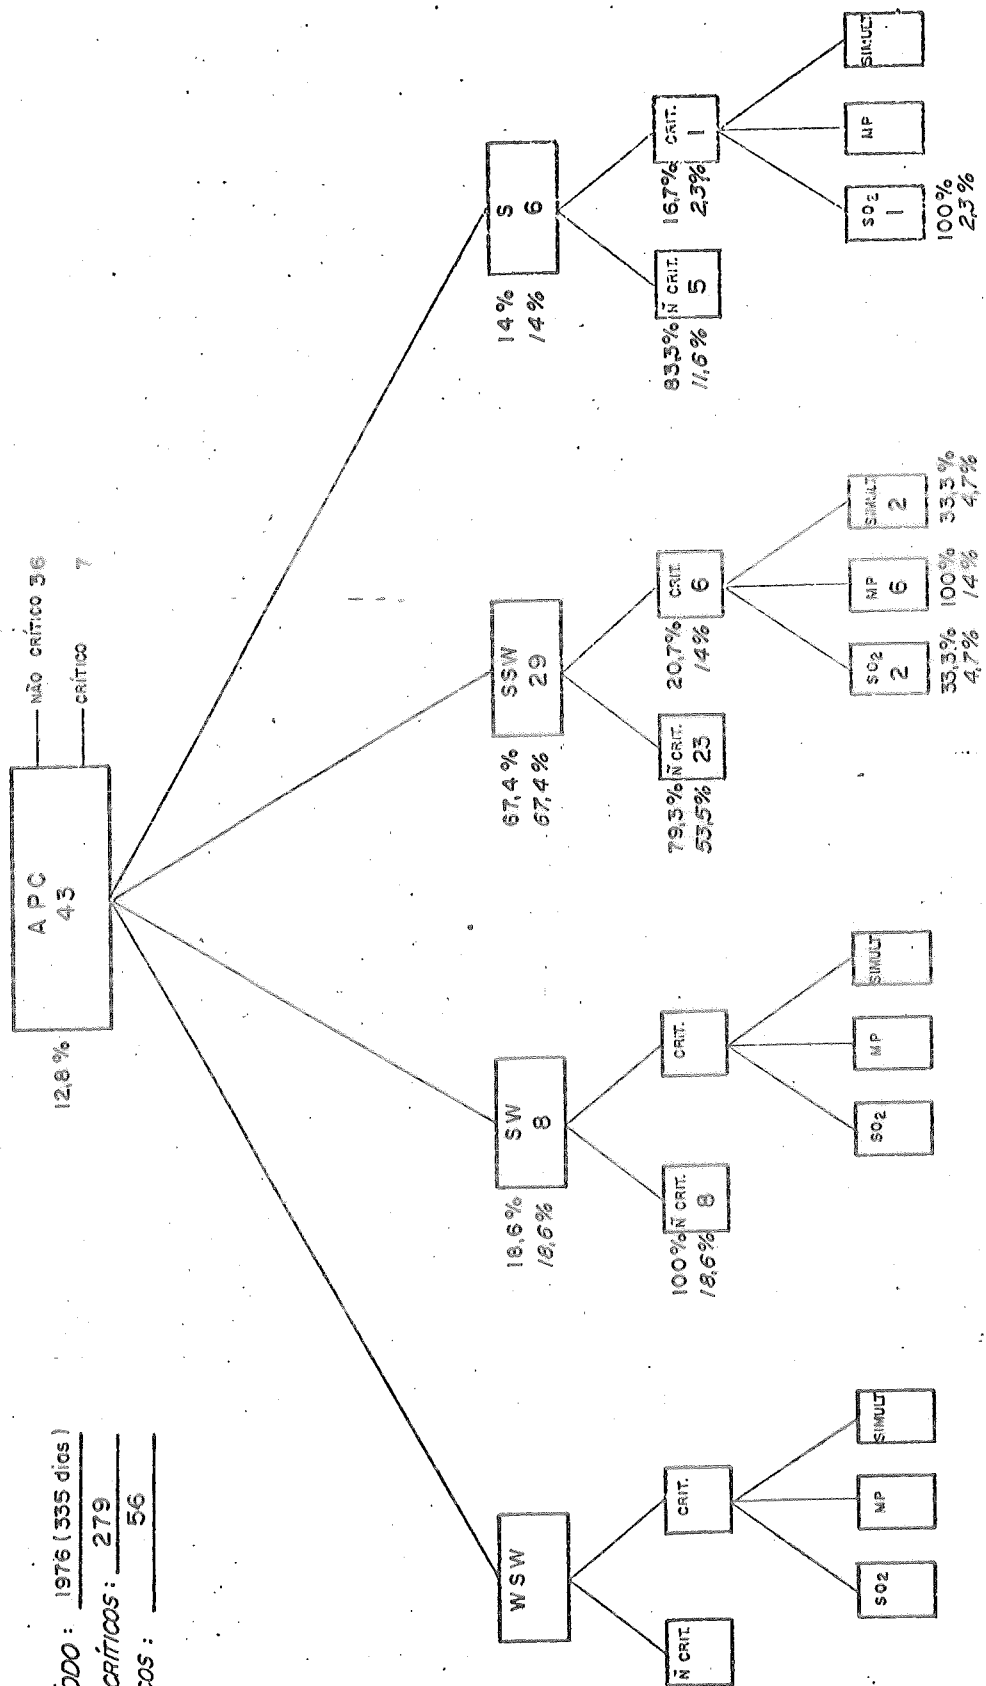 ODO : 1976 (335 dias)
CRÍTICOS : 279
COS : 56
12,8 %
APC
43
NÃO CRÍTICO 36
CRÍTICO 7
WSW
18.6%
18.6%
SW
8
67,4 %
67,4 %
SSW
29
14%
14%
S
6
Ñ CRIT.
CRIT.
100%
18.6%
Ñ CRIT.
8
CRIT.
79,3%
53,5%
Ñ CRIT.
23
20,7%
14%
CRIT.
6
83,3%
11,6%
Ñ CRIT.
5
16,7%
2,3%
CRIT.
1
SO2
MP
SIMULT
SO2
MP
SIMULT
SO2
2
MP
6
SIMULT
2
SO2
1
MP
SIMULT
33,3%
4,7%
100%
14%
33,3%
4,7%
100%
2,3%